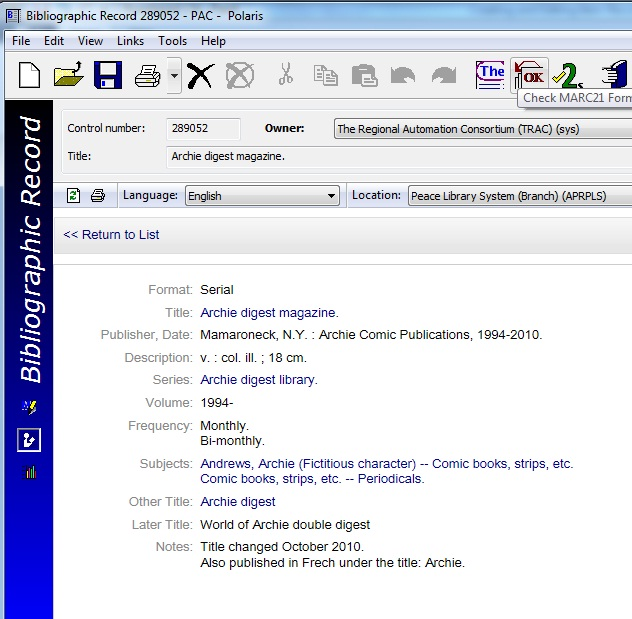 Bibliographic Record 289052 - PAC - Polaris
File Edit View Links Tools Help
The OK 2s
Check MARC21 Form
Control number: 289052 Owner: The Regional Automation Consortium (TRAC) (sys)
Title: Archie digest magazine.
Bibliographic Record
Language: English Location: Peace Library System (Branch) (APRPLS)
<< Return to List
Format: Serial
Title: Archie digest magazine.
Publisher, Date: Mamaroneck, N.Y. : Archie Comic Publications, 1994-2010.
Description: v. : col. ill. ; 18 cm.
Series: Archie digest library.
Volume: 1994-
Frequency: Monthly.
Bi-monthly.
Subjects: Andrews, Archie (Fictitious character) -- Comic books, strips, etc.
Comic books, strips, etc. -- Periodicals.
Other Title: Archie digest
Later Title: World of Archie double digest
Notes: Title changed October 2010.
Also published in Frech under the title: Archie.